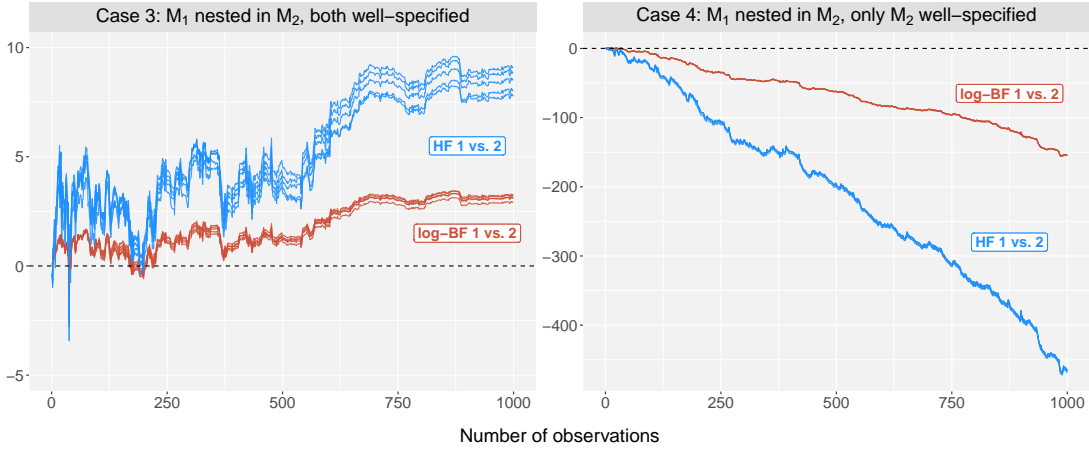 Case 3: M₁ nested in M₂, both well−specified
Case 4: M₁ nested in M₂, only M₂ well−specified
10
5
0
−5
HF 1 vs. 2
log−BF 1 vs. 2
0
250
500
750
1000
0
−100
−200
−300
−400
log−BF 1 vs. 2
HF 1 vs. 2
0
250
500
750
1000
Number of observations